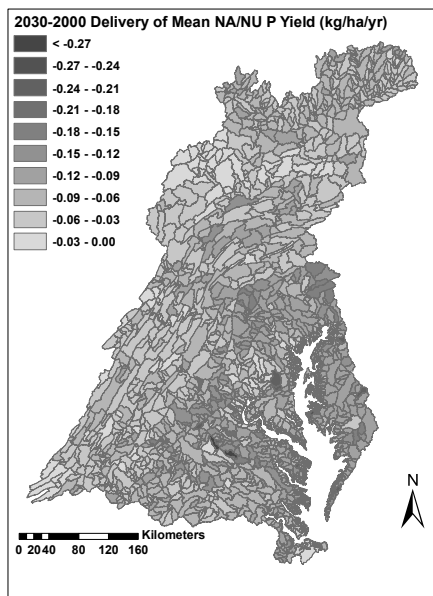 2030-2000 Delivery of Mean NA/NU P Yield (kg/ha/yr)
< -0.27
-0.27 - -0.24
-0.24 - -0.21
-0.21 - -0.18
-0.18 - -0.15
-0.15 - -0.12
-0.12 - -0.09
-0.09 - -0.06
-0.06 - -0.03
-0.03 - 0.00
N
Kilometers
0 20 40 80 120 160